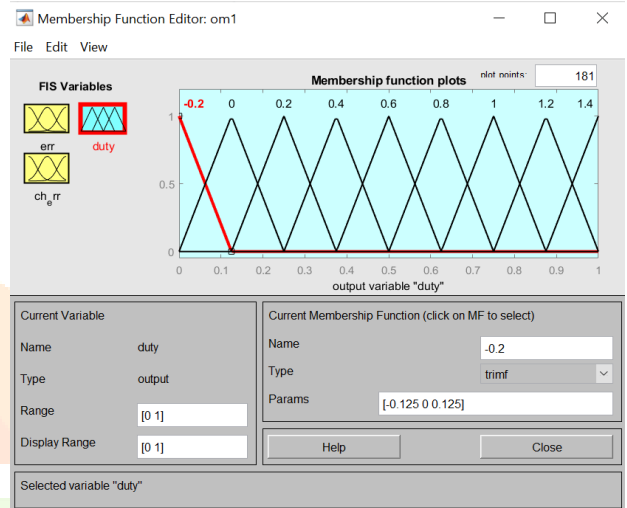 Membership Function Editor: om1
File Edit View
FIS Variables
err
duty
ch_err
Membership function plots
plot points:
181
-0.2 0 0.2 0.4 0.6 0.8 1 1.2 1.4
1
0.5
0
0 0.1 0.2 0.3 0.4 0.5 0.6 0.7 0.8 0.9 1
output variable "duty"
Current Variable
Name duty
Type output
Range [0 1]
Display Range [0 1]
Current Membership Function (click on MF to select)
Name -0.2
Type trimf
Params [-0.125 0 0.125]
Help Close
Selected variable "duty"